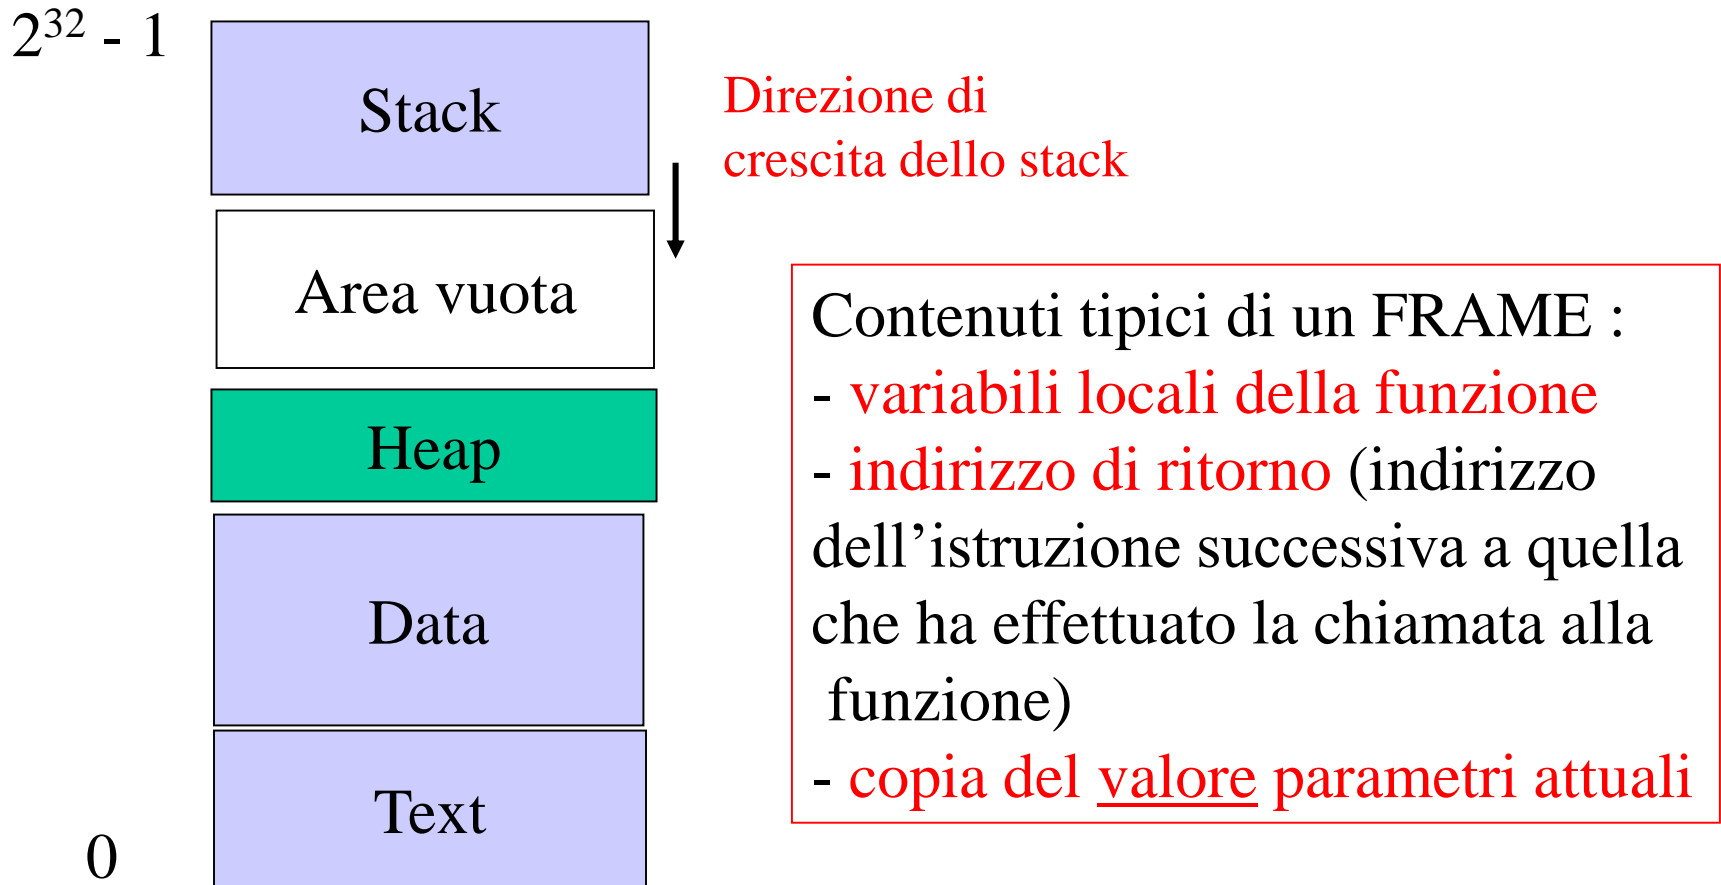 2³² - 1
Stack
Direzione di
crescita dello stack
Area vuota
Heap
Data
Text
0
Contenuti tipici di un FRAME :
- variabili locali della funzione
- indirizzo di ritorno (indirizzo
dell’istruzione successiva a quella
che ha effettuato la chiamata alla
funzione)
- copia del valore parametri attuali